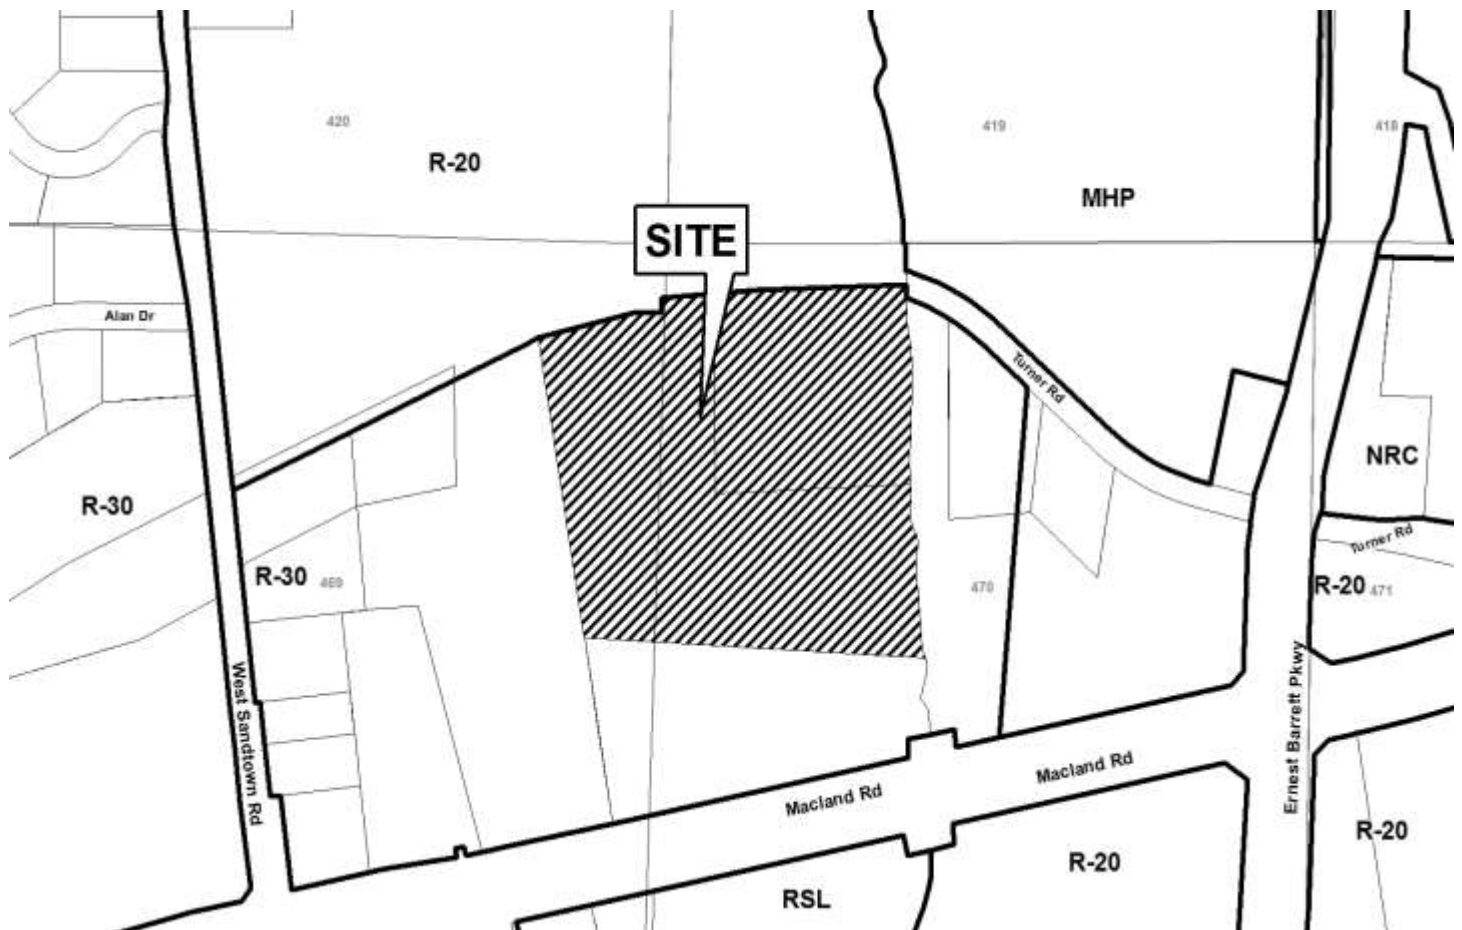 420
419
418
R-20
MHP
SITE
Alan Dr
Turner Rd
NRC
R-30
Turner Rd
R-30
469
470
R-20
471
West Sandtown Rd
Ernest Barrett Pkwy
Macland Rd
Macland Rd
R-20
R-20
RSL